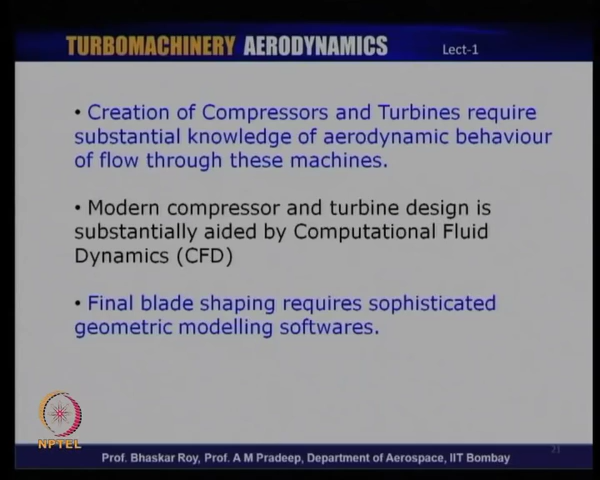 TURBOMACHINERY AERODYNAMICS Lect-1
• Creation of Compressors and Turbines require
substantial knowledge of aerodynamic behaviour
of flow through these machines.
• Modern compressor and turbine design is
substantially aided by Computational Fluid
Dynamics (CFD)
• Final blade shaping requires sophisticated
geometric modelling softwares.
NPTEL
21
Prof. Bhaskar Roy, Prof. A M Pradeep, Department of Aerospace, IIT Bombay